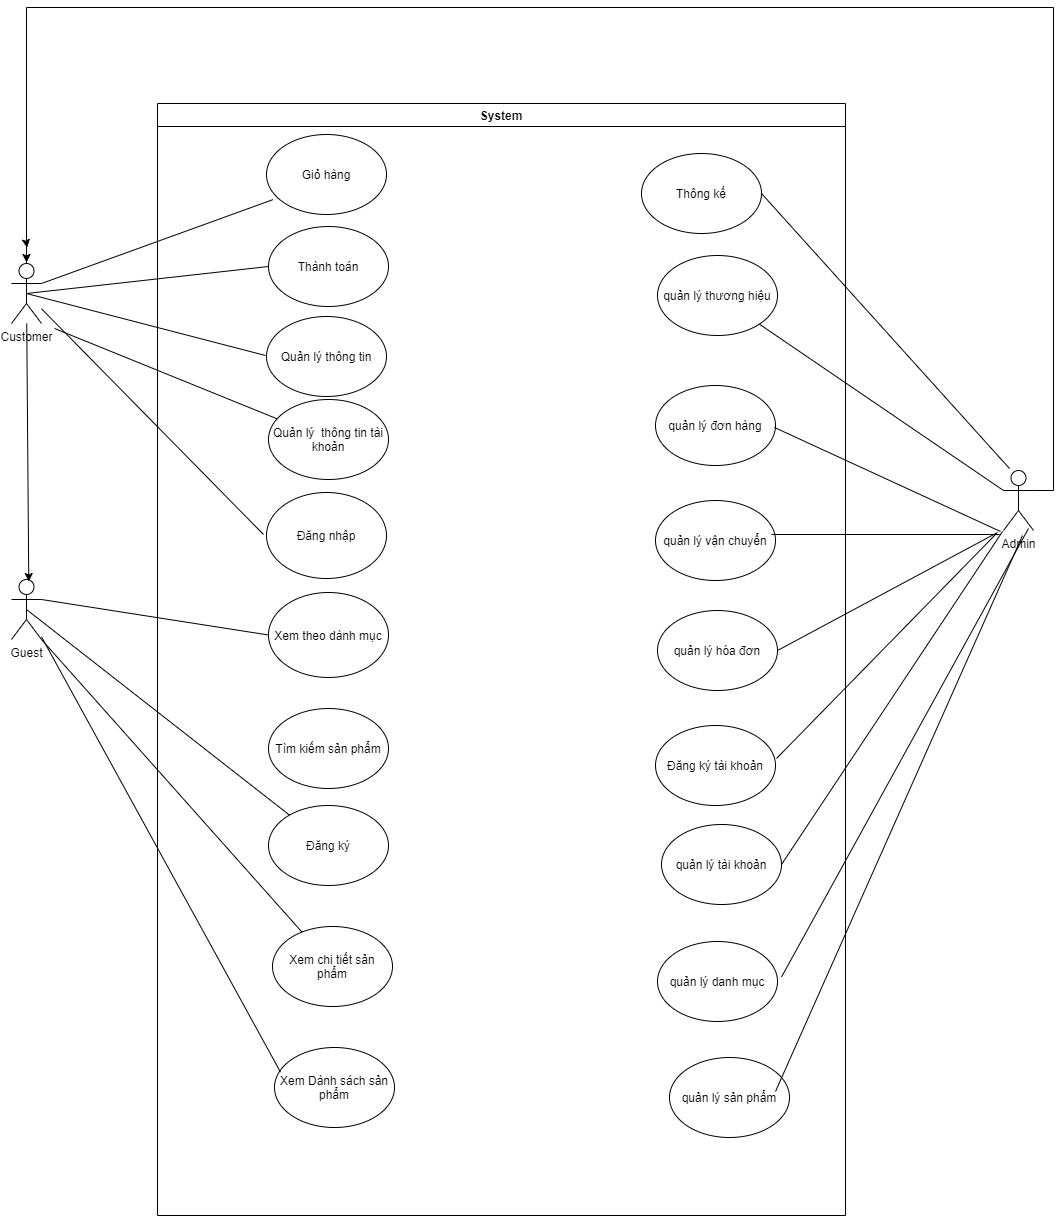 System
Giỏ hàng
Thành toán
Quản lý thông tin
Quản lý  thông tin tài
khoản
Đăng nhập
Xem theo dành mục
Tìm kiếm sản phẩm
Đăng ký
Xem chi tiết sản
phẩm
Xem Dành sách sản
phẩm
Thông kế
quản lý thương hiệu
quản lý đơn hàng
quản lý vận chuyển
quản lý hóa đơn
Đăng ký tài khoản
quản lý tài khoản
quản lý danh mục
quản lý sản phẩm
Customer
Guest
Admin